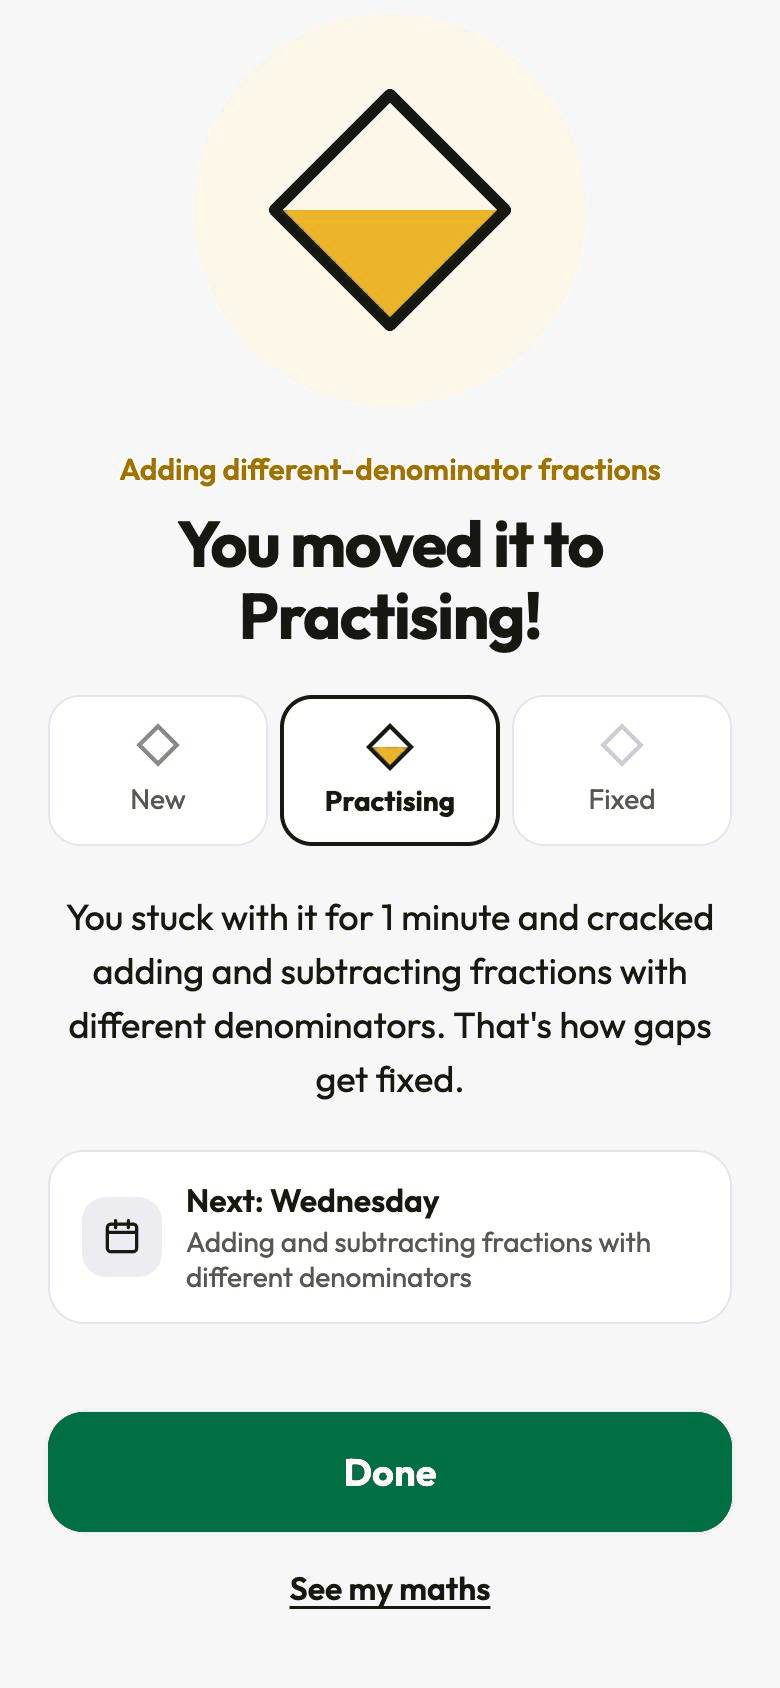 Adding different-denominator fractions
You moved it to
Practising!
New
Practising
Fixed
You stuck with it for 1 minute and cracked
adding and subtracting fractions with
different denominators. That's how gaps
get fixed.
Next: Wednesday
Adding and subtracting fractions with
different denominators
Done
See my maths